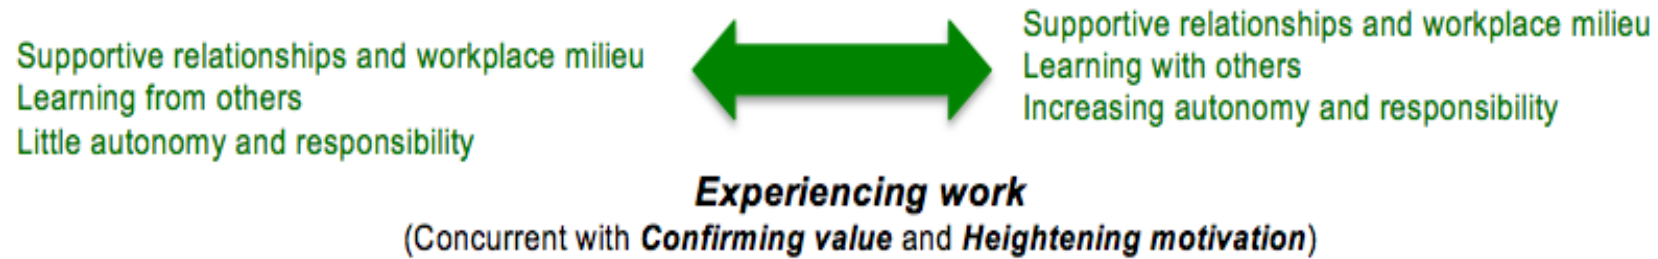 Supportive relationships and workplace milieu
Learning from others
Little autonomy and responsibility
Supportive relationships and workplace milieu
Learning with others
Increasing autonomy and responsibility
Experiencing work
(Concurrent with Confirming value and Heightening motivation)